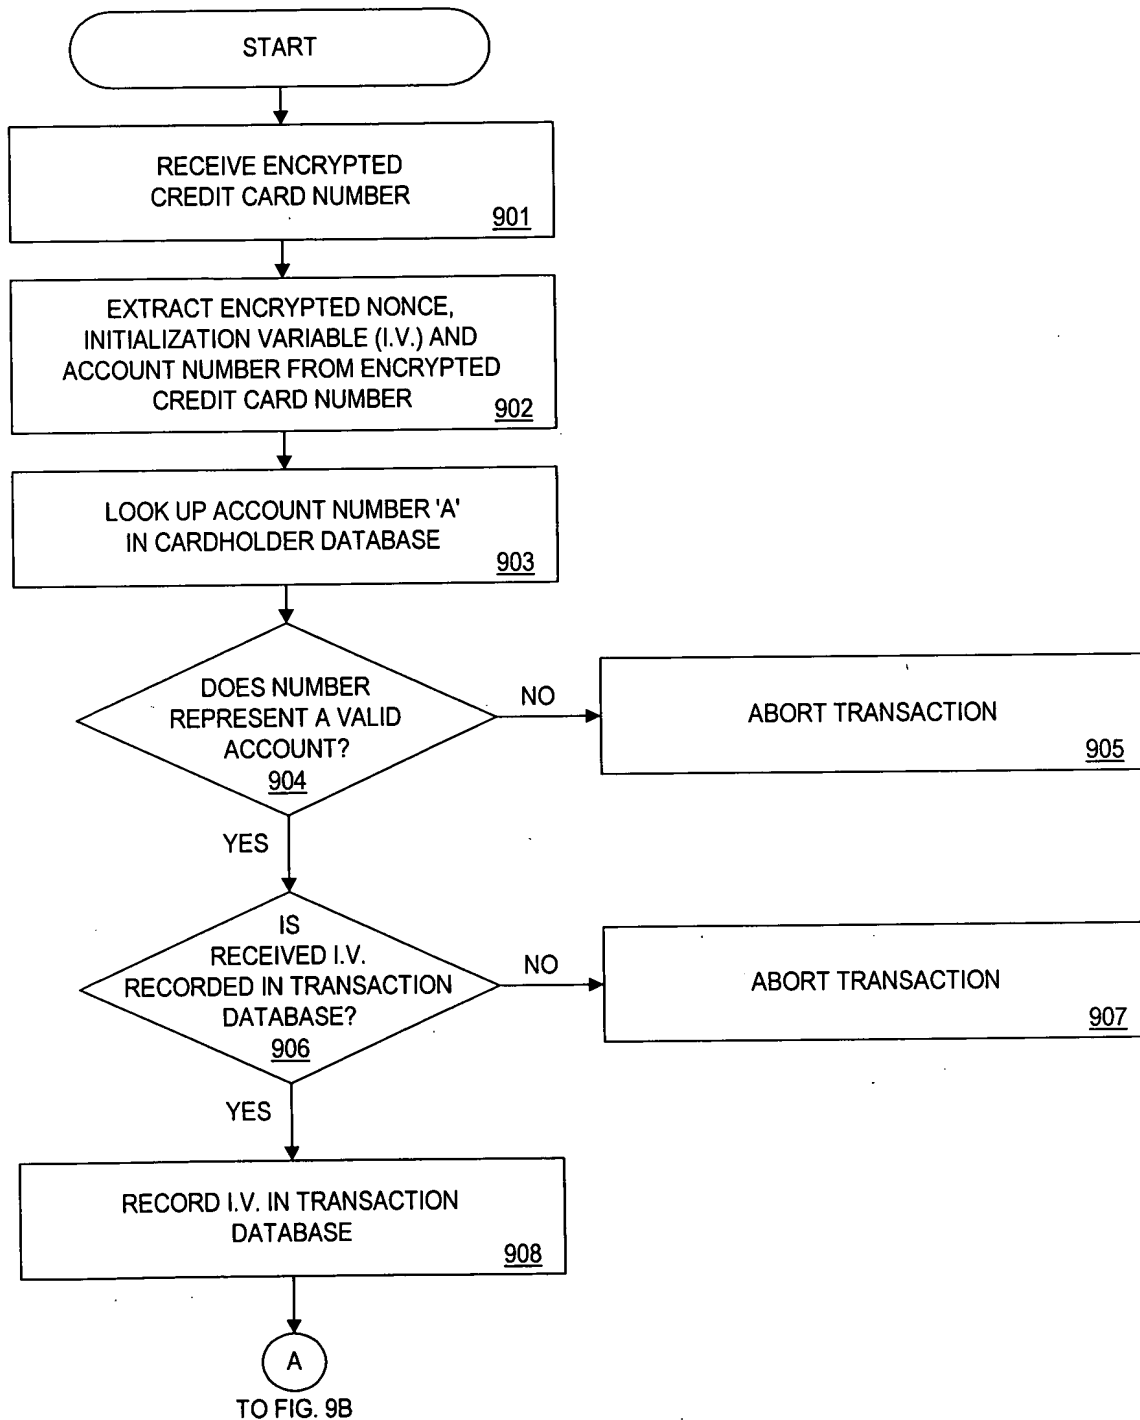 START
RECEIVE ENCRYPTED
CREDIT CARD NUMBER
901
EXTRACT ENCRYPTED NONCE,
INITIALIZATION VARIABLE (I.V.) AND
ACCOUNT NUMBER FROM ENCRYPTED
CREDIT CARD NUMBER
902
LOOK UP ACCOUNT NUMBER 'A'
IN CARDHOLDER DATABASE
903
DOES NUMBER
REPRESENT A VALID
ACCOUNT?
904
NO
ABORT TRANSACTION
905
YES
IS
RECEIVED I.V.
RECORDED IN TRANSACTION
DATABASE?
906
NO
ABORT TRANSACTION
907
YES
RECORD I.V. IN TRANSACTION
DATABASE
908
A
TO FIG. 9B